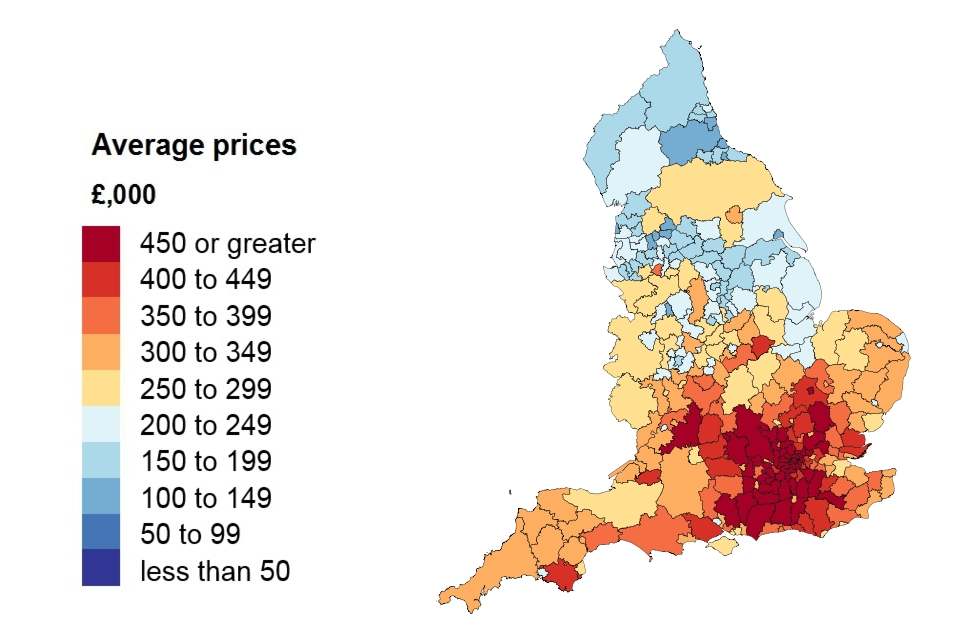 Average prices
£,000
450 or greater
400 to 449
350 to 399
300 to 349
250 to 299
200 to 249
150 to 199
100 to 149
50 to 99
less than 50